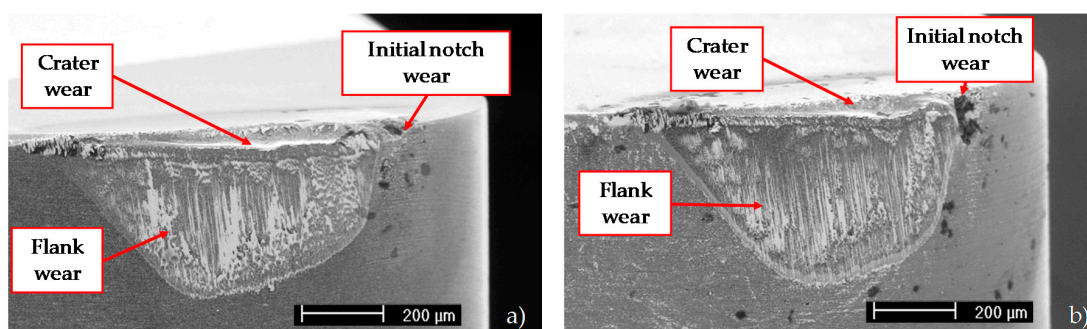 Crater
wear
Initial notch
wear
Flank
wear
200 µm
a)
Crater
wear
Initial notch
wear
Flank
wear
200 µm
b)